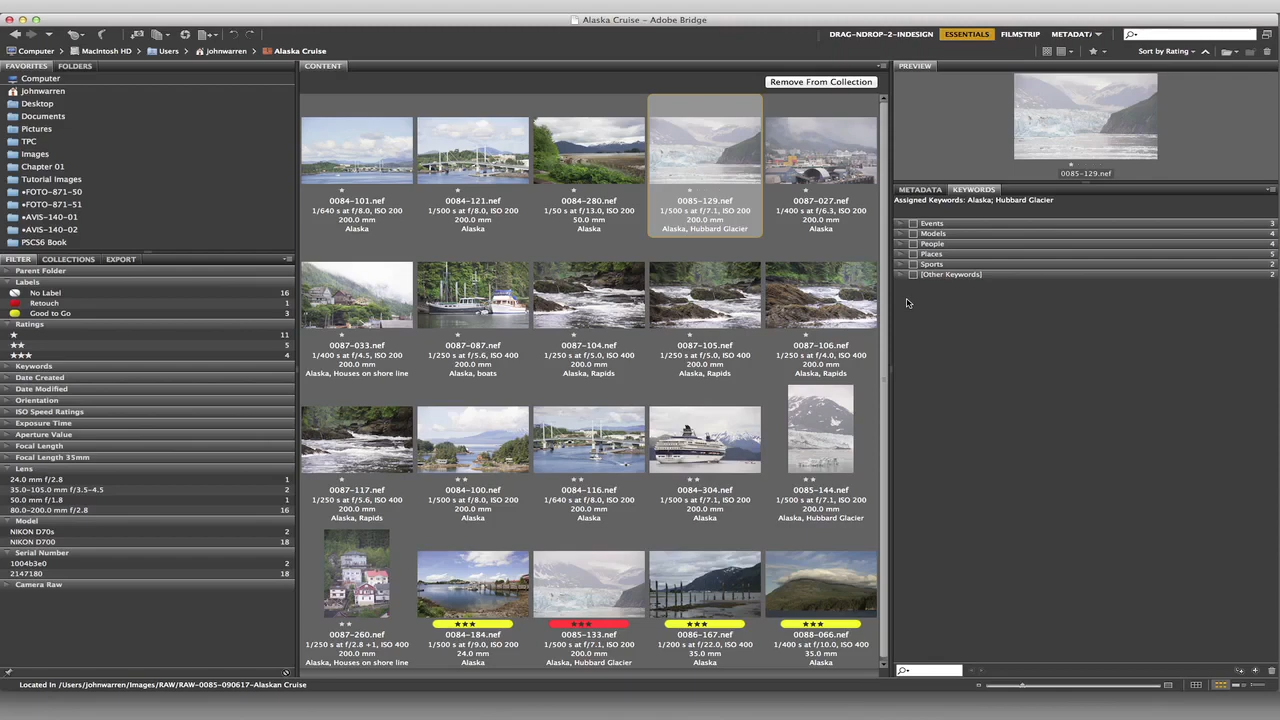 Alaska Cruise – Adobe Bridge
DRAG-NDROP-2-INDESIGN ESSENTIALS FILMSTRIP METADATA
Computer MacIntosh HD Users johnwarren Alaska Cruise
Sort by Rating
FAVORITES FOLDERS
Computer
johnwarren
Desktop
Documents
Pictures
TPC
Images
Chapter 01
Tutorial Images
*FOTO-871-50
*FOTO-871-51
*AVIS-140-01
*AVIS-140-02
PSCS6 Book
FILTER COLLECTIONS EXPORT
Parent Folder
Labels
No Label 16
Retouch 1
Good to Go 3
Ratings
★ 11
★★ 5
★★★ 4
Keywords
Date Created
Date Modified
Orientation
ISO Speed Ratings
Exposure Time
Aperture Value
Focal Length
Focal Length 35mm
Lens
24.0 mm f/2.8 1
35.0-105.0 mm f/3.5-4.5 2
50.0 mm f/1.8 1
80.0-200.0 mm f/2.8 16
Model
NIKON D70s 2
NIKON D700 18
Serial Number
1004b3e0 2
2147180 18
Camera Raw
CONTENT
Remove From Collection
0084-101.nef 0084-121.nef 0084-280.nef 0085-129.nef 0087-027.nef
1/640 s at f/8.0, ISO 200 1/500 s at f/8.0, ISO 200 1/50 s at f/13.0, ISO 200 1/500 s at f/7.1, ISO 200 1/400 s at f/6.3, ISO 200
200.0 mm 200.0 mm 50.0 mm 200.0 mm 200.0 mm
Alaska Alaska Alaska Alaska, Hubbard Glacier Alaska
0087-033.nef 0087-087.nef 0087-104.nef 0087-105.nef 0087-106.nef
1/400 s at f/4.5, ISO 200 1/250 s at f/5.6, ISO 400 1/250 s at f/5.0, ISO 400 1/250 s at f/5.0, ISO 400 1/250 s at f/4.0, ISO 400
200.0 mm 200.0 mm 200.0 mm 200.0 mm 200.0 mm
Alaska, Houses on shore line Alaska, boats Alaska, Rapids Alaska, Rapids Alaska, Rapids
0087-117.nef 0084-100.nef 0084-116.nef 0084-304.nef 0085-144.nef
1/250 s at f/5.6, ISO 400 1/500 s at f/8.0, ISO 200 1/640 s at f/8.0, ISO 200 1/500 s at f/7.1, ISO 200 1/500 s at f/7.1, ISO 200
200.0 mm 200.0 mm 200.0 mm 200.0 mm 200.0 mm
Alaska, Rapids Alaska Alaska Alaska Alaska, Hubbard Glacier
0087-260.nef 0084-184.nef 0085-133.nef 0086-167.nef 0088-066.nef
1/250 s at f/2.8 +1, ISO 400 1/500 s at f/9.0, ISO 200 1/500 s at f/7.1, ISO 200 1/200 s at f/22.0, ISO 400 1/400 s at f/10.0, ISO 400
200.0 mm 24.0 mm 200.0 mm 35.0 mm 35.0 mm
Alaska, Houses on shore line Alaska Alaska, Hubbard Glacier Alaska Alaska
PREVIEW
0085-129.nef
METADATA KEYWORDS
Assigned Keywords: Alaska; Hubbard Glacier
Events 3
Models 4
People 4
Places 5
Sports 2
[Other Keywords] 2
Located In /Users/johnwarren/Images/RAW/RAW-0085-090617-Alaskan Cruise